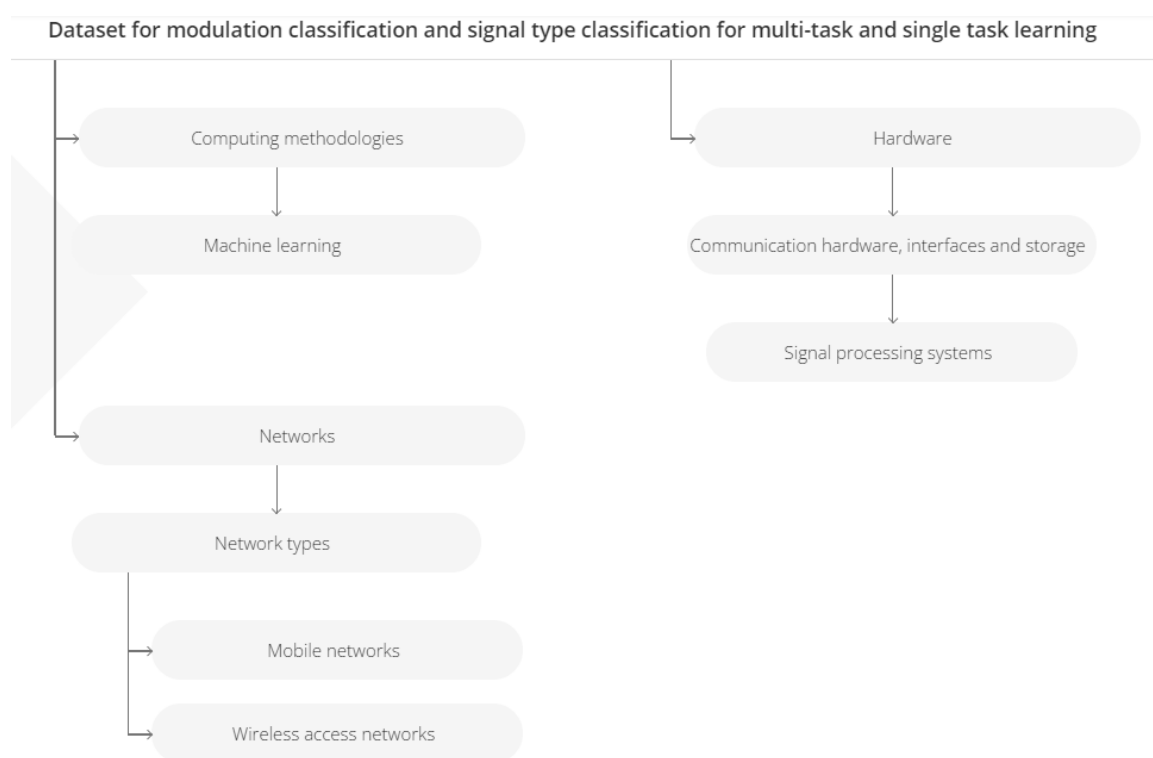 Dataset for modulation classification and signal type classification for multi-task and single task learning
Computing methodologies
Machine learning
Networks
Network types
Mobile networks
Wireless access networks
Hardware
Communication hardware, interfaces and storage
Signal processing systems